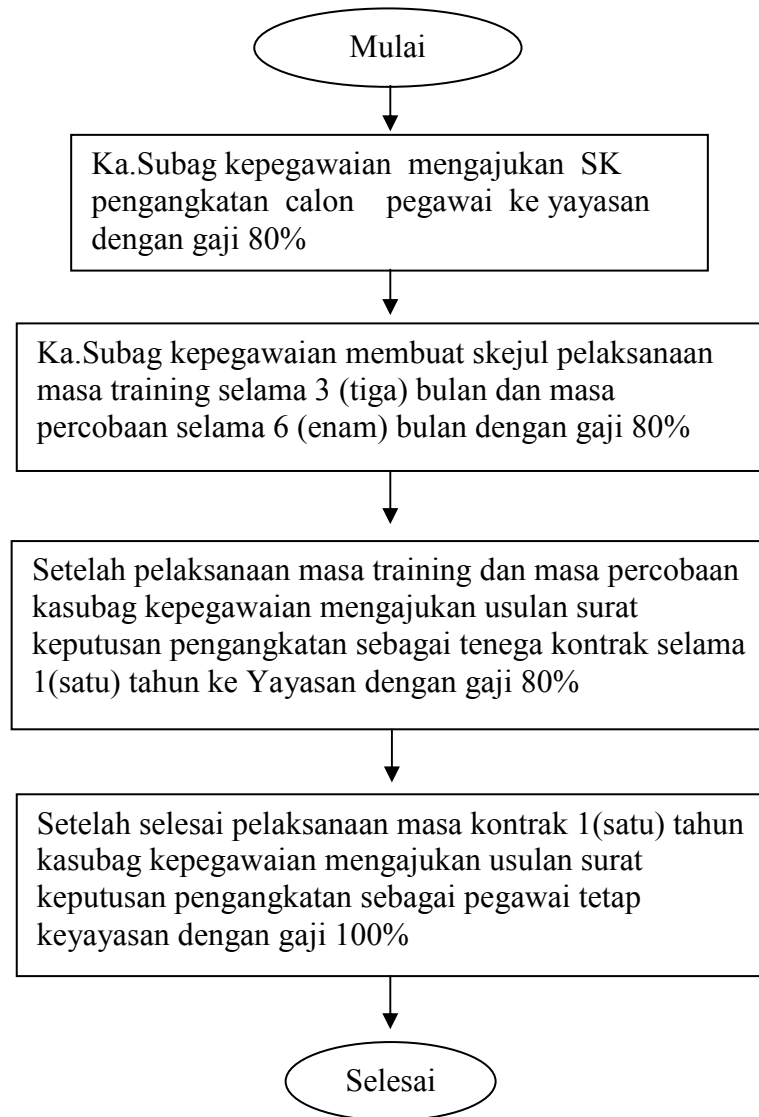 Mulai
Ka.Subag kepegawaian mengajukan SK
pengangkatan calon pegawai ke yayasan
dengan gaji 80%
Ka.Subag kepegawaian membuat skejul pelaksanaan
masa training selama 3 (tiga) bulan dan masa
percobaan selama 6 (enam) bulan dengan gaji 80%
Setelah pelaksanaan masa training dan masa percobaan
kasubag kepegawaian mengajukan usulan surat
keputusan pengangkatan sebagai tenega kontrak selama
1(satu) tahun ke Yayasan dengan gaji 80%
Setelah selesai pelaksanaan masa kontrak 1(satu) tahun
kasubag kepegawaian mengajukan usulan surat
keputusan pengangkatan sebagai pegawai tetap
keyayasan dengan gaji 100%
Selesai